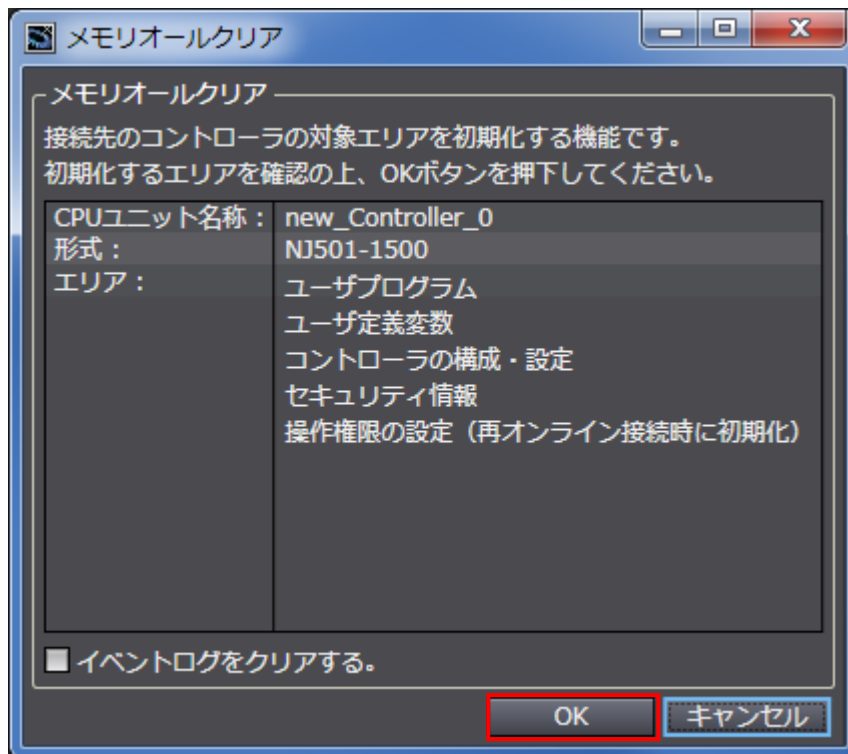 メモリオールクリア
メモリオールクリア
接続先のコントローラの対象エリアを初期化する機能です。
初期化するエリアを確認の上、OKボタンを押下してください。
CPUユニット名称： new_Controller_0
形式： NJ501-1500
エリア： ユーザプログラム
ユーザ定義変数
コントローラの構成・設定
セキュリティ情報
操作権限の設定（再オンライン接続時に初期化）
イベントログをクリアする。
OK キャンセル